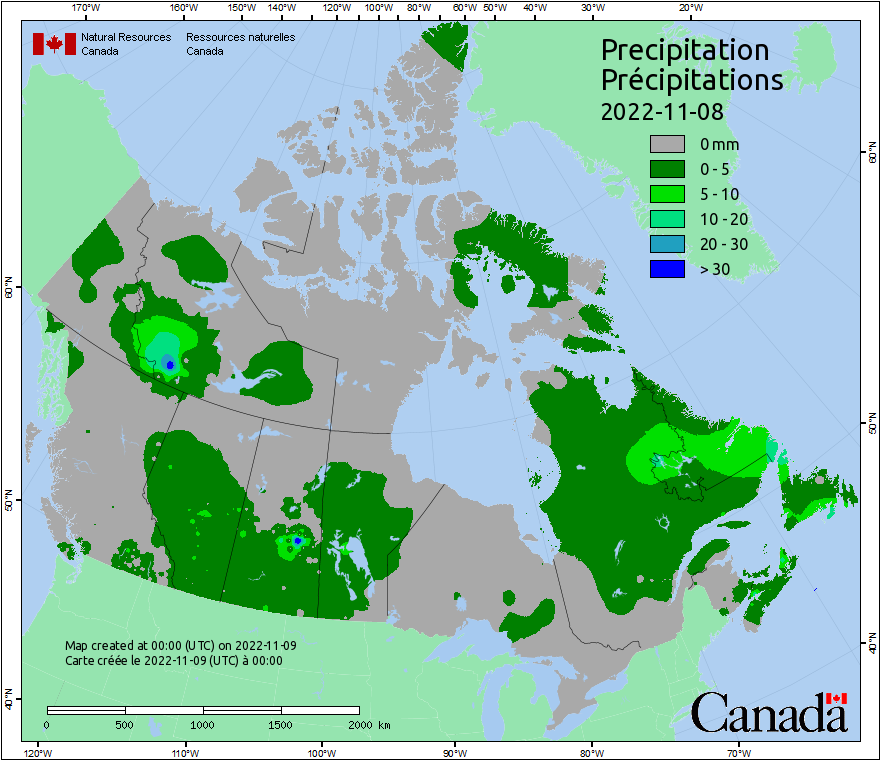 170°W 160°W 150°W 140°W 130°W 120°W 110°W 100°W 90°W 80°W 60°W 50°W 40°W 30°W 20°W
Natural Resources Ressources naturelles
Canada Canada
Precipitation
Précipitations
2022-11-08
0 mm
0 - 5
5 - 10
10 - 20
20 - 30
> 30
60°N
60°N
50°N
50°N
40°N
40°N
Map created at 00:00 (UTC) on 2022-11-09
Carte créée le 2022-11-09 (UTC) à 00:00
0 500 1000 1500 2000 km
Canada
120°W 110°W 100°W 90°W 80°W 70°W